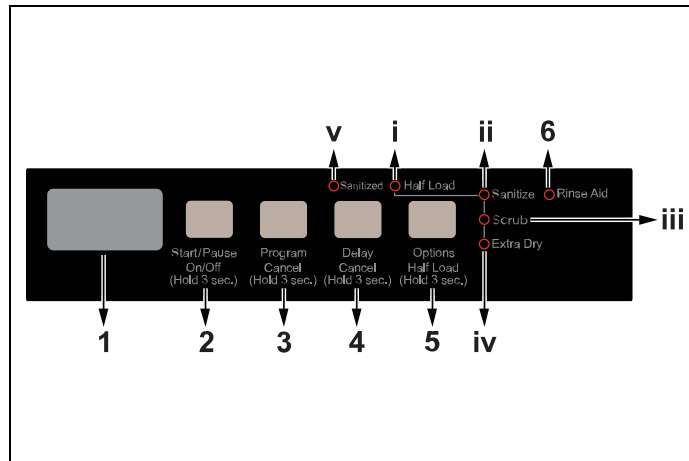 v i ii 6
Sanitized Half Load Sanitize Rinse Aid
Scrub iii
Extra Dry
Start/Pause
On/Off
(Hold 3 sec.)
Program
Cancel
(Hold 3 sec.)
Delay
Cancel
(Hold 3 sec.)
Options
Half Load
(Hold 3 sec.)
1 2 3 4 5 iv